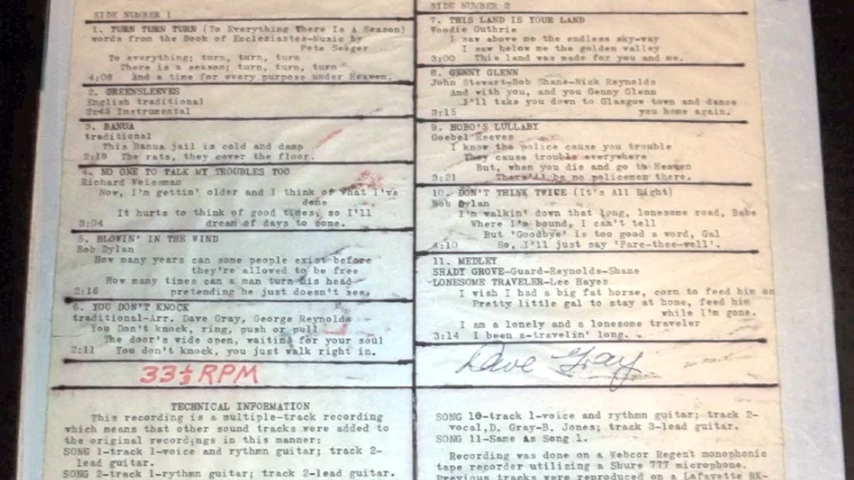 SIDE NUMBER 1
1. TURN TURN TURN (To Everything There Is A Season)
words from the Book of Ecclesiastes-Music by
Pete Seeger
To everything; turn, turn, turn
There is a season; turn, turn, turn
4:08 And a time for every purpose under Heaven.
2. GREENSLEEVES
English traditional
2:48 Instrumental
3. BANUA
traditional
This Banua jail is cold and damp
2:19 The rats, they cover the floor.
4. NO ONE TO TALK MY TROUBLES TOO
Richard Weissman
Now, I'm gettin' older and I think of what I've
done
It hurts to think of good times, so I'll
3:04 dream of days to come.
5. BLOWIN' IN THE WIND
Bob Dylan
How many years can some people exist before
they're allowed to be free
How many times can a man turn his head
2:16 pretending he just doesn't see.
6. YOU DON'T KNOCK
traditional-Arr. Dave Gray, George Reynolds
You Don't knock, ring, push or pull
The door's wide open, waiting for your soul
2:11 You don't knock, you just walk right in.
33⅓ RPM
TECHNICAL INFORMATION
This recording is a multiple-track recording
which means that other sound tracks were added to
the original recordings in this manner:
SONG 1-track 1-voice and rythmn guitar; track 2-
lead guitar.
SONG 2-track 1-rythmn guitar; track 2-lead guitar.
SIDE NUMBER 2
7. THIS LAND IS YOUR LAND
Woodie Guthrie
I saw above me the endless sky-way
I saw below me the golden valley
3:00 This land was made for you and me.
8. GENNY GLENN
John Stewart-Bob Shane-Nick Reynolds
And with you, and you Genny Glenn
I'll take you down to Glasgow town and dance
3:15 you home again.
9. HOBO'S LULLABY
Goebel Reeves
I know the police cause you trouble
They cause trouble everywhere
But, when you die and go to Heaven
3:21 There'll be no policemen there.
10. DON'T THINK TWICE (It's All Right)
Bob Dylan
I'm walkin' down that long, lonesome road, Babe
Where I'm bound, I can't tell
But 'Goodbye' is too good a word, Gal
4:10 So, I'll just say 'Fare-thee-well'.
11. MEDLEY
SHADY GROVE-Guard-Reynolds-Shane
LONESOME TRAVELER-Lee Hayes
I wish I had a big fat horse, corn to feed him on
Pretty little gal to stay at home, feed him
while I'm gone.
I am a lonely and a lonesome traveler
3:14 I been a-travelin' long.
Dave Gray
SONG 10-track 1-voice and rythmn guitar; track 2-
vocal,D. Gray-B. Jones; track 3-lead guitar.
SONG 11-Same As Song 1.
Recording was done on a Webcor Regent monophonic
tape recorder utilizing a Shure 777 microphone.
Previous tracks were reproduced on a Lafayette RK-